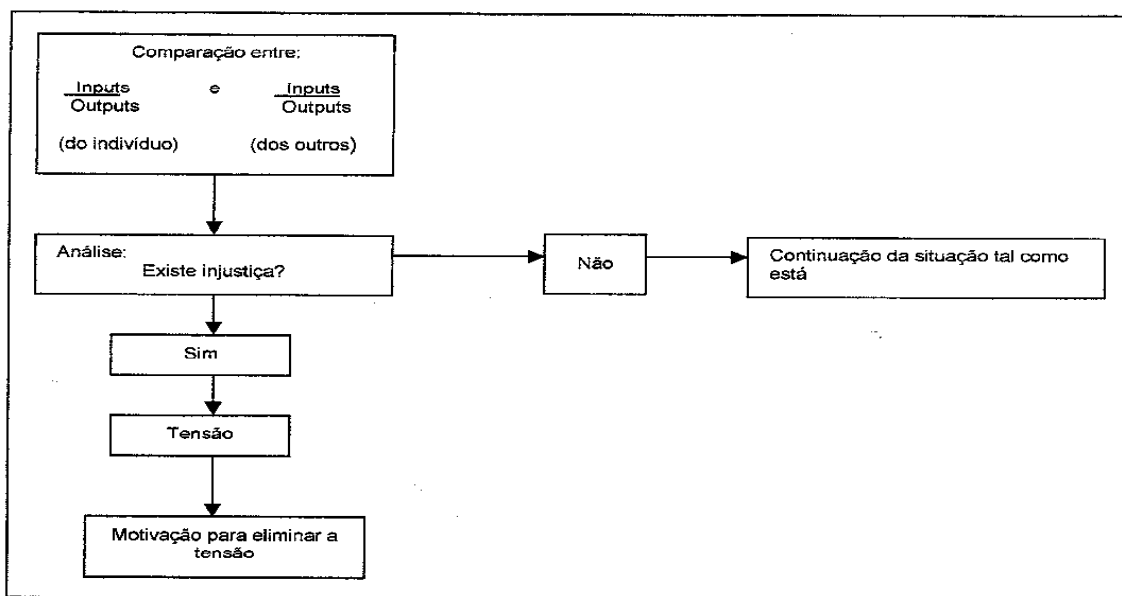 Comparação entre:
Inputs e Inputs
Outputs Outputs
(do indivíduo) (dos outros)
Análise:
Existe injustiça?
Não
Continuação da situação tal como
está
Sim
Tensão
Motivação para eliminar a
tensão